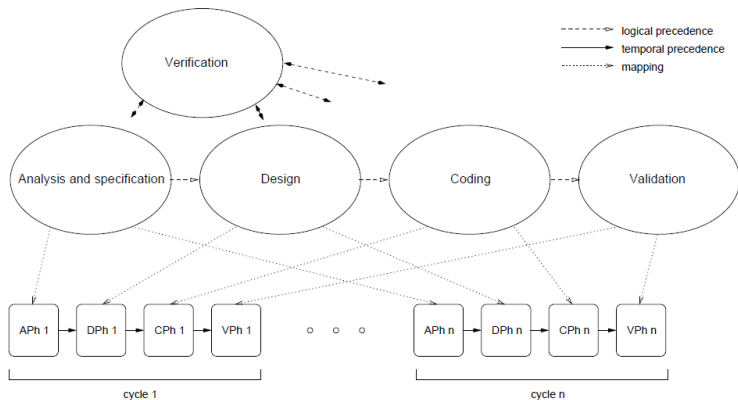 logical precedence
temporal precedence
mapping
Verification
Analysis and specification
Design
Coding
Validation
APh 1
DPh 1
CPh 1
VPh 1
APh n
DPh n
CPh n
VPh n
cycle 1
cycle n